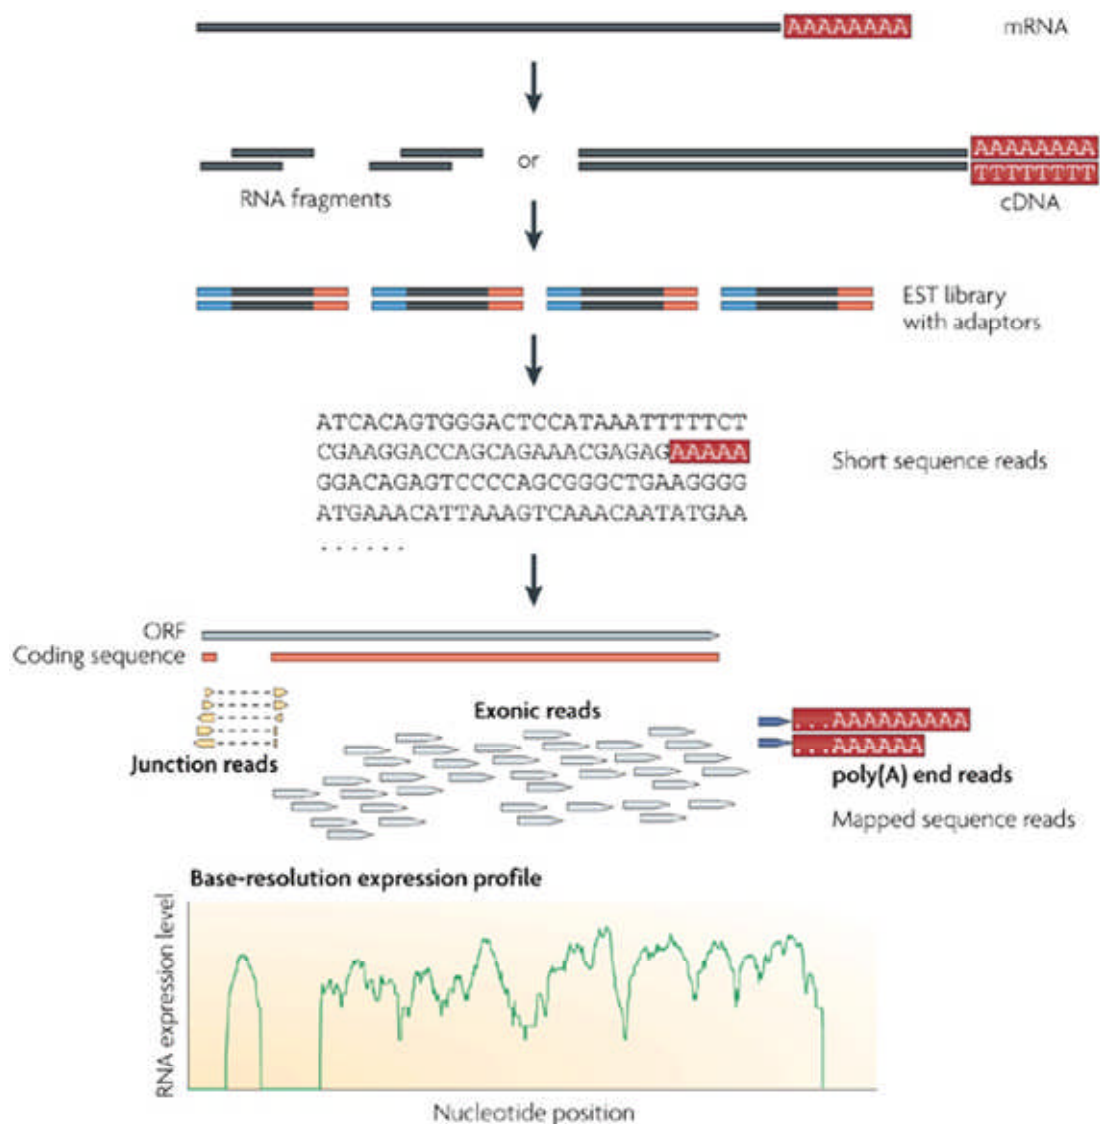 AAAAAAAA mRNA
or
AAAAAAAA
TTTTTTTT
RNA fragments
cDNA
EST library
with adaptors
ATCACAGTGGGACTCCATAAATTTTTCT
CGAAGGACCAGCAGAAACGAGAGAAAAA
GGACAGAGTCCCCAGCGGGCTGAAGGGG
ATGAAACATTAAAGTCAAACAATATGAA
. . . . . .
Short sequence reads
ORF
Coding sequence
Junction reads
Exonic reads
...AAAAAAAAA
...AAAAAA
poly(A) end reads
Mapped sequence reads
Base-resolution expression profile
RNA expression level
Nucleotide position